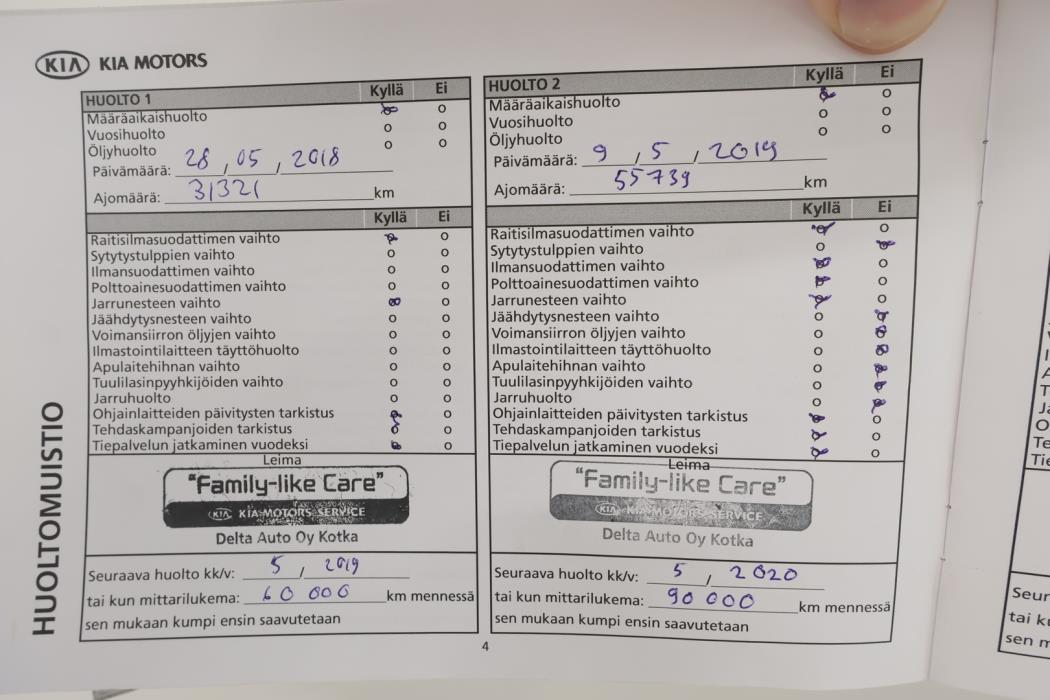 KIA KIA MOTORS
HUOLTOMUISTIO
HUOLTO 1 Kyllä Ei
Määräaikaishuolto o
Vuosihuolto o o
Öljyhuolto o o
Päivämäärä: 28 / 05 / 2018
Ajomäärä: 31321 km
Kyllä Ei
Raitisilmasuodattimen vaihto o
Sytytystulppien vaihto o o
Ilmansuodattimen vaihto o o
Polttoainesuodattimen vaihto o o
Jarrunesteen vaihto o
Jäähdytysnesteen vaihto o o
Voimansiirron öljyjen vaihto o o
Ilmastointilaitteen täyttöhuolto o o
Apulaitehihnan vaihto o o
Tuulilasinpyyhkijöiden vaihto o o
Jarruhuolto o o
Ohjainlaitteiden päivitysten tarkistus o
Tehdaskampanjoiden tarkistus o
Tiepalvelun jatkaminen vuodeksi o
Leima
"Family-like Care"
KIA KIA MOTORS SERVICE
Delta Auto Oy Kotka
Seuraava huolto kk/v: 5 / 2019
tai kun mittarilukema: 60 000 km mennessä
sen mukaan kumpi ensin saavutetaan
HUOLTO 2 Kyllä Ei
Määräaikaishuolto o
Vuosihuolto o o
Öljyhuolto o o
Päivämäärä: 9 / 5 / 2019
Ajomäärä: 55739 km
Kyllä Ei
Raitisilmasuodattimen vaihto o
Sytytystulppien vaihto o
Ilmansuodattimen vaihto o
Polttoainesuodattimen vaihto o
Jarrunesteen vaihto o
Jäähdytysnesteen vaihto o
Voimansiirron öljyjen vaihto o
Ilmastointilaitteen täyttöhuolto o
Apulaitehihnan vaihto o
Tuulilasinpyyhkijöiden vaihto o
Jarruhuolto o
Ohjainlaitteiden päivitysten tarkistus o
Tehdaskampanjoiden tarkistus o
Tiepalvelun jatkaminen vuodeksi o
Leima
"Family-like Care"
KIA KIA MOTORS SERVICE
Delta Auto Oy Kotka
Seuraava huolto kk/v: 5 / 2020
tai kun mittarilukema: 90 000 km mennessä
sen mukaan kumpi ensin saavutetaan
4
Seur
tai ku
sen m